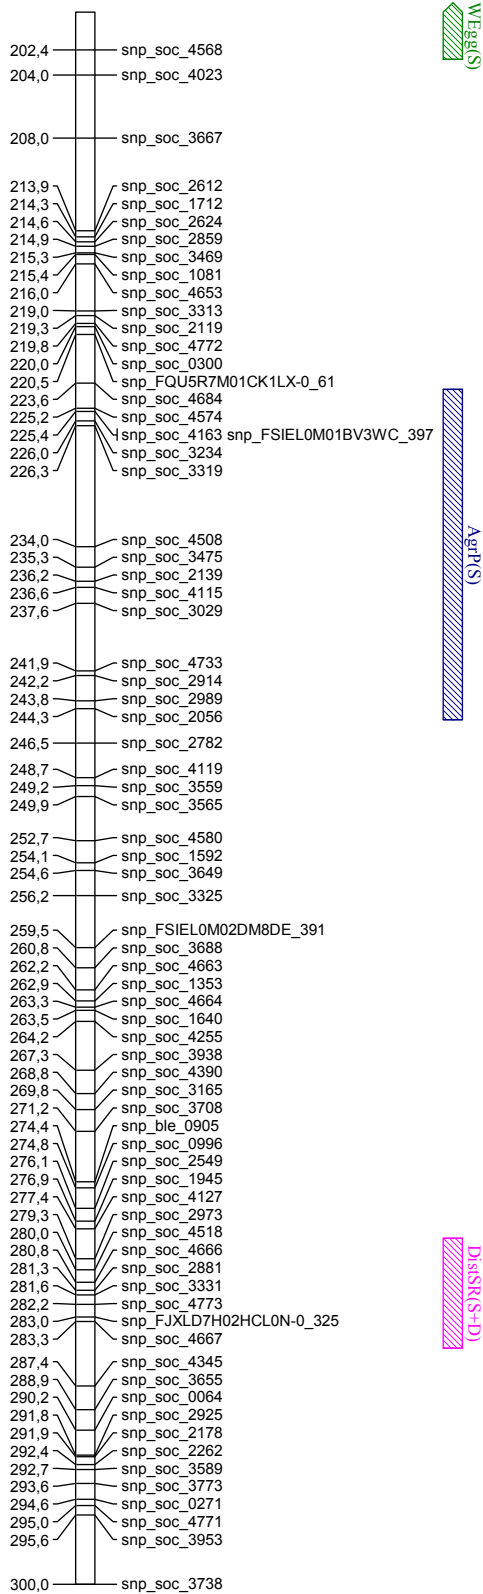 WEgg(S)
202,4 snp_soc_4568
204,0 snp_soc_4023
208,0 snp_soc_3667
213,9 snp_soc_2612
214,3 snp_soc_1712
214,6 snp_soc_2624
214,9 snp_soc_2859
215,3 snp_soc_3469
215,4 snp_soc_1081
216,0 snp_soc_4653
219,0 snp_soc_3313
219,3 snp_soc_2119
219,8 snp_soc_4772
220,0 snp_soc_0300
220,5 snp_FQU5R7M01CK1LX-0_61
223,6 snp_soc_4684
225,2 snp_soc_4574
225,4 snp_soc_4163 snp_FSIEL0M01BV3WC_397
226,0 snp_soc_3234
226,3 snp_soc_3319
234,0 snp_soc_4508
AgrP(S)
235,3 snp_soc_3475
236,2 snp_soc_2139
236,6 snp_soc_4115
237,6 snp_soc_3029
241,9 snp_soc_4733
242,2 snp_soc_2914
243,8 snp_soc_2989
244,3 snp_soc_2056
246,5 snp_soc_2782
248,7 snp_soc_4119
249,2 snp_soc_3559
249,9 snp_soc_3565
252,7 snp_soc_4580
254,1 snp_soc_1592
254,6 snp_soc_3649
256,2 snp_soc_3325
259,5 snp_FSIEL0M02DM8DE_391
260,8 snp_soc_3688
262,2 snp_soc_4663
262,9 snp_soc_1353
263,3 snp_soc_4664
263,5 snp_soc_1640
264,2 snp_soc_4255
267,3 snp_soc_3938
268,8 snp_soc_4390
269,8 snp_soc_3165
271,2 snp_soc_3708
274,4 snp_ble_0905
274,8 snp_soc_0996
276,1 snp_soc_2549
276,9 snp_soc_1945
277,4 snp_soc_4127
279,3 snp_soc_2973
280,0 snp_soc_4518
280,8 snp_soc_4666
281,3 snp_soc_2881
281,6 snp_soc_3331
DistSR(S+D)
282,2 snp_soc_4773
283,0 snp_FJXLD7H02HCL0N-0_325
283,3 snp_soc_4667
287,4 snp_soc_4345
288,9 snp_soc_3655
290,2 snp_soc_0064
291,8 snp_soc_2925
291,9 snp_soc_2178
292,4 snp_soc_2262
292,7 snp_soc_3589
293,6 snp_soc_3773
294,6 snp_soc_0271
295,0 snp_soc_4771
295,6 snp_soc_3953
300,0 snp_soc_3738